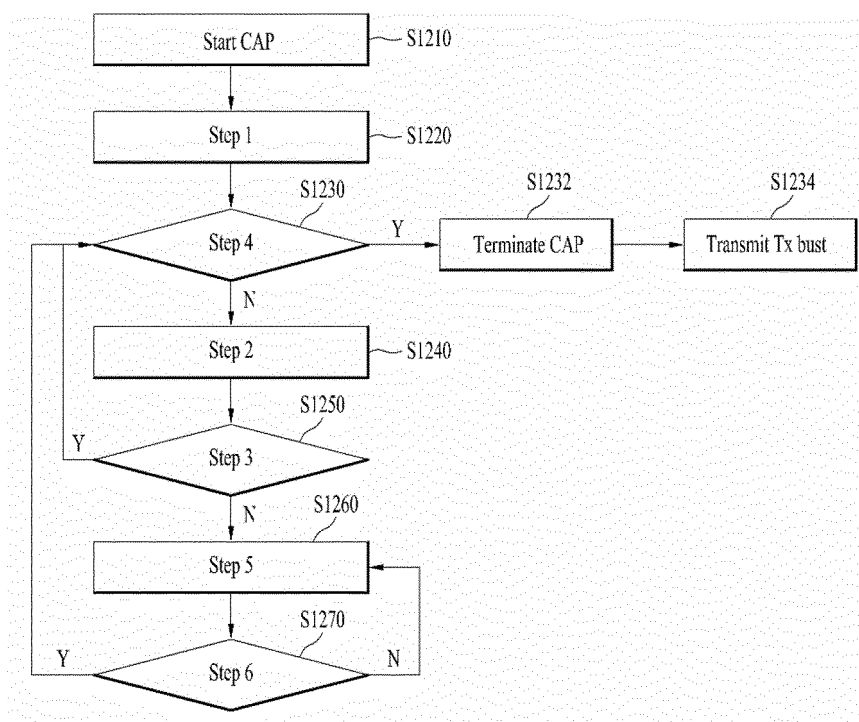 Start CAP
S1210
Step 1
S1220
S1230
Step 4
Y
N
S1232
Terminate CAP
S1234
Transmit Tx bust
Step 2
S1240
S1250
Step 3
Y
N
S1260
Step 5
S1270
Step 6
Y
N